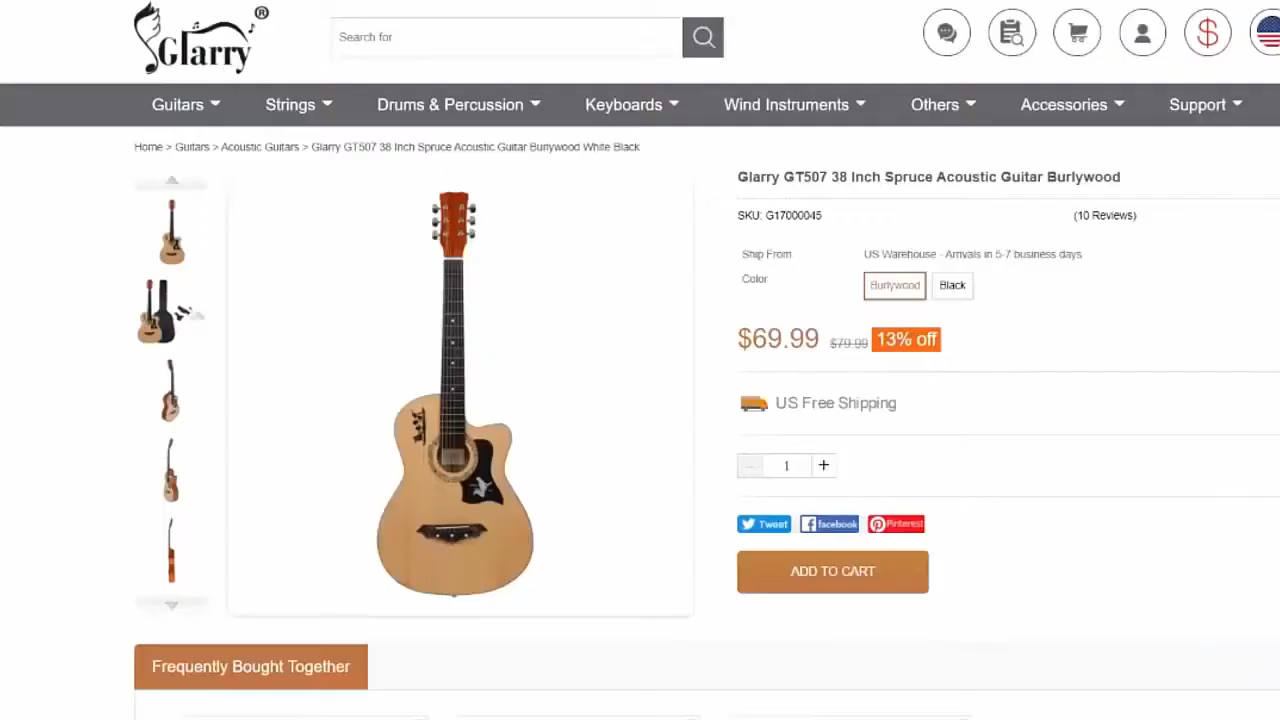 Glarry ®
Search for
Guitars
Strings
Drums & Percussion
Keyboards
Wind Instruments
Others
Accessories
Support
Home > Guitars > Acoustic Guitars > Glarry GT507 38 Inch Spruce Acoustic Guitar Burlywood White Black
Glarry GT507 38 Inch Spruce Acoustic Guitar Burlywood
SKU: G17000045
(10 Reviews)
Ship From
US Warehouse - Arrivals in 5-7 business days
Color
Burlywood
Black
$69.99 $79.99 13% off
US Free Shipping
- 1 +
Tweet
facebook
Pinterest
ADD TO CART
Frequently Bought Together